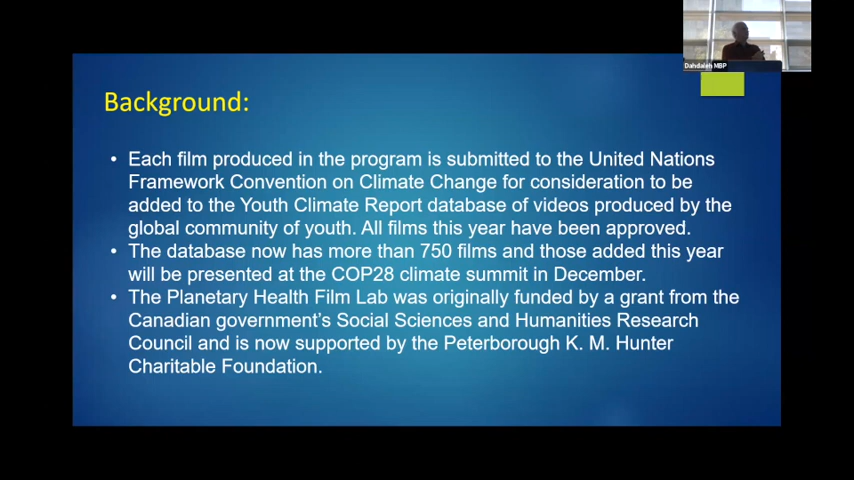 Dahdaleh MBP
Background:
• Each film produced in the program is submitted to the United Nations
Framework Convention on Climate Change for consideration to be
added to the Youth Climate Report database of videos produced by the
global community of youth. All films this year have been approved.
• The database now has more than 750 films and those added this year
will be presented at the COP28 climate summit in December.
• The Planetary Health Film Lab was originally funded by a grant from the
Canadian government’s Social Sciences and Humanities Research
Council and is now supported by the Peterborough K. M. Hunter
Charitable Foundation.